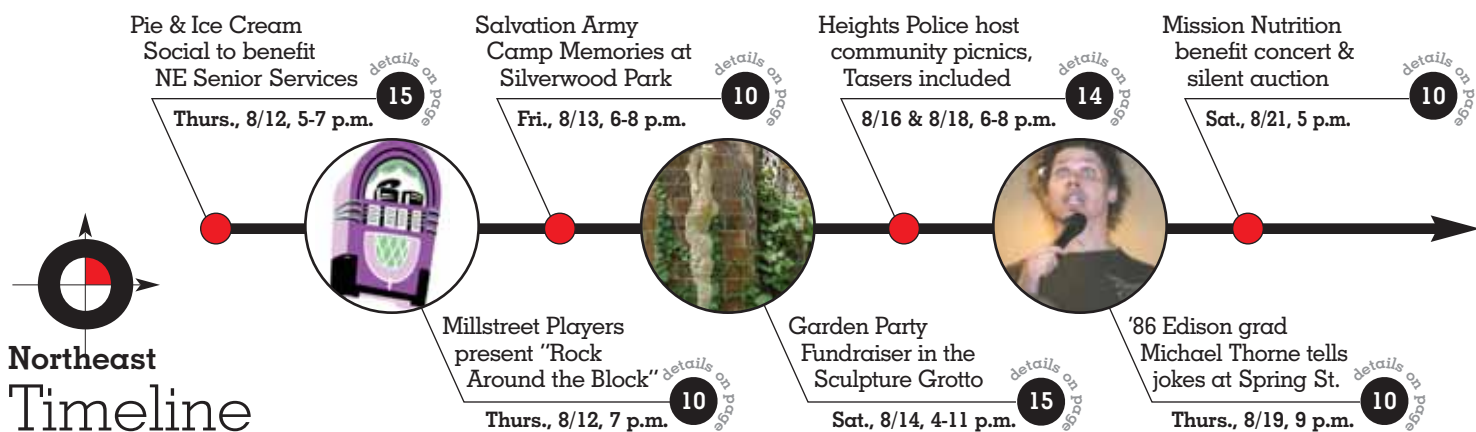 Pie & Ice Cream
Social to benefit
NE Senior Services
details on page
15
Thurs., 8/12, 5-7 p.m.
Salvation Army
Camp Memories at
Silverwood Park
details on page
10
Fri., 8/13, 6-8 p.m.
Heights Police host
community picnics,
Tasers included
details on page
14
8/16 & 8/18, 6-8 p.m.
Mission Nutrition
benefit concert &
silent auction
details on page
10
Sat., 8/21, 5 p.m.
Northeast
Timeline
Millstreet Players
present "Rock
Around the Block"
details on page
10
Thurs., 8/12, 7 p.m.
Garden Party
Fundraiser in the
Sculpture Grotto
details on page
15
Sat., 8/14, 4-11 p.m.
'86 Edison grad
Michael Thorne tells
jokes at Spring St.
details on page
10
Thurs., 8/19, 9 p.m.